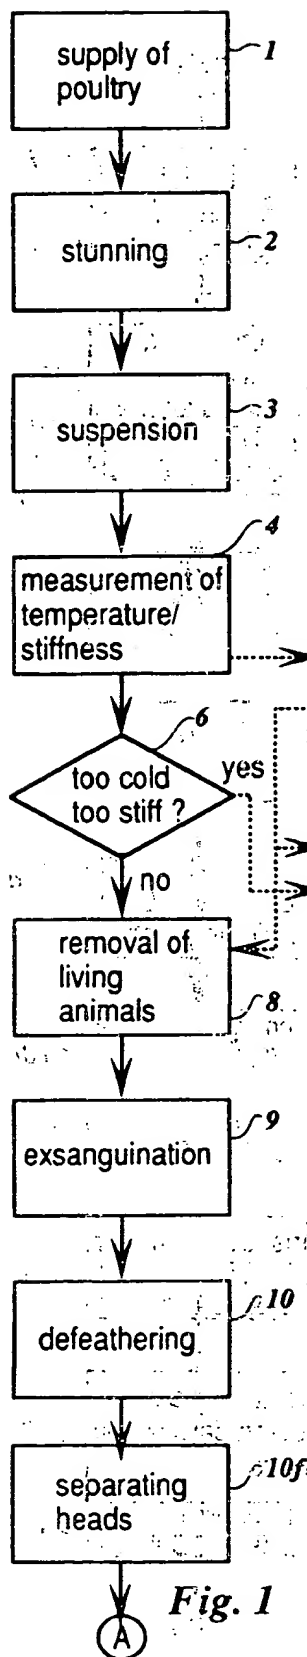 supply of
poultry
1
stunning
2
suspension
3
4
measurement of
temperature/
stiffness
6
too cold
too stiff ?
yes
no
removal of
living
animals
8
exsanguination
9
defeathering
10
separating
heads
10f
Fig. 1
A